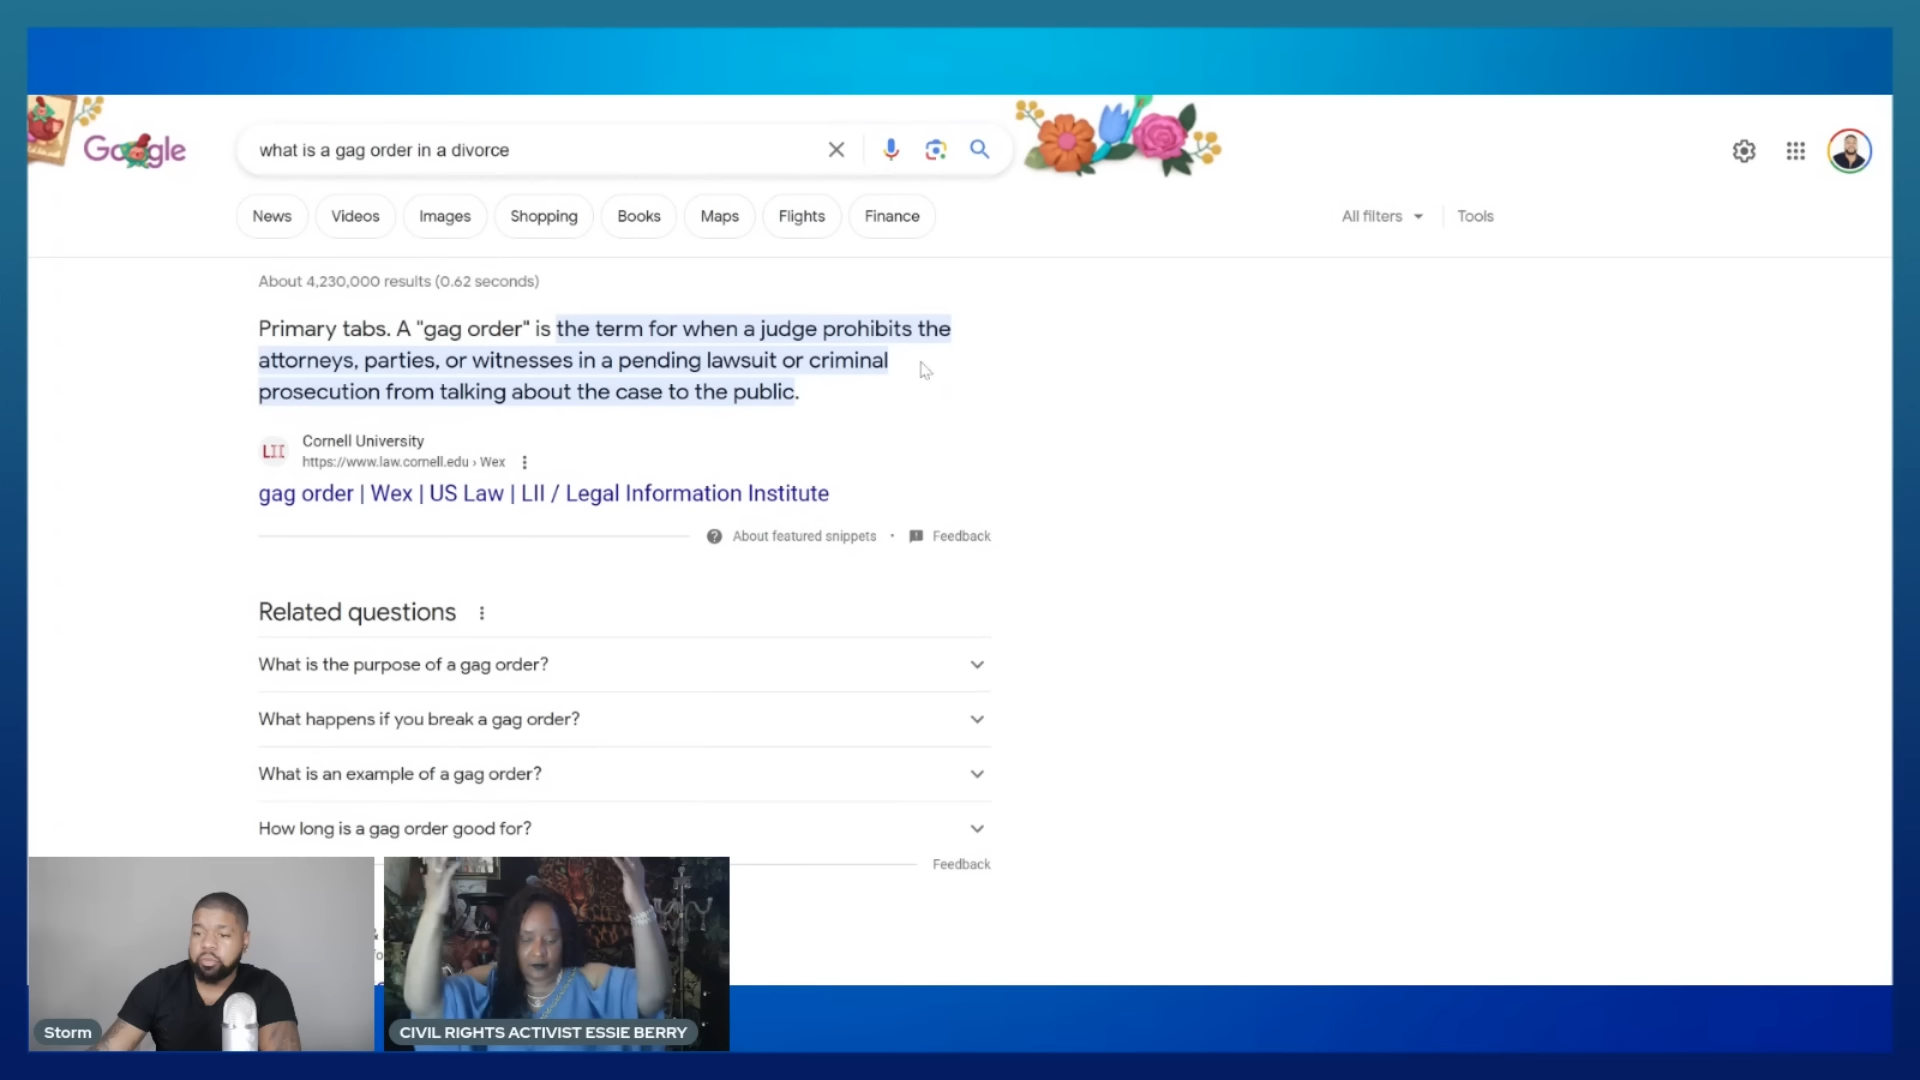 Google
what is a gag order in a divorce
News Videos Images Shopping Books Maps Flights Finance All filters Tools
About 4,230,000 results (0.62 seconds)
Primary tabs. A "gag order" is the term for when a judge prohibits the
attorneys, parties, or witnesses in a pending lawsuit or criminal
prosecution from talking about the case to the public.
LII
Cornell University
https://www.law.cornell.edu › Wex
gag order | Wex | US Law | LII / Legal Information Institute
About featured snippets • Feedback
Related questions
What is the purpose of a gag order?
What happens if you break a gag order?
What is an example of a gag order?
How long is a gag order good for?
Feedback
Storm
CIVIL RIGHTS ACTIVIST ESSIE BERRY